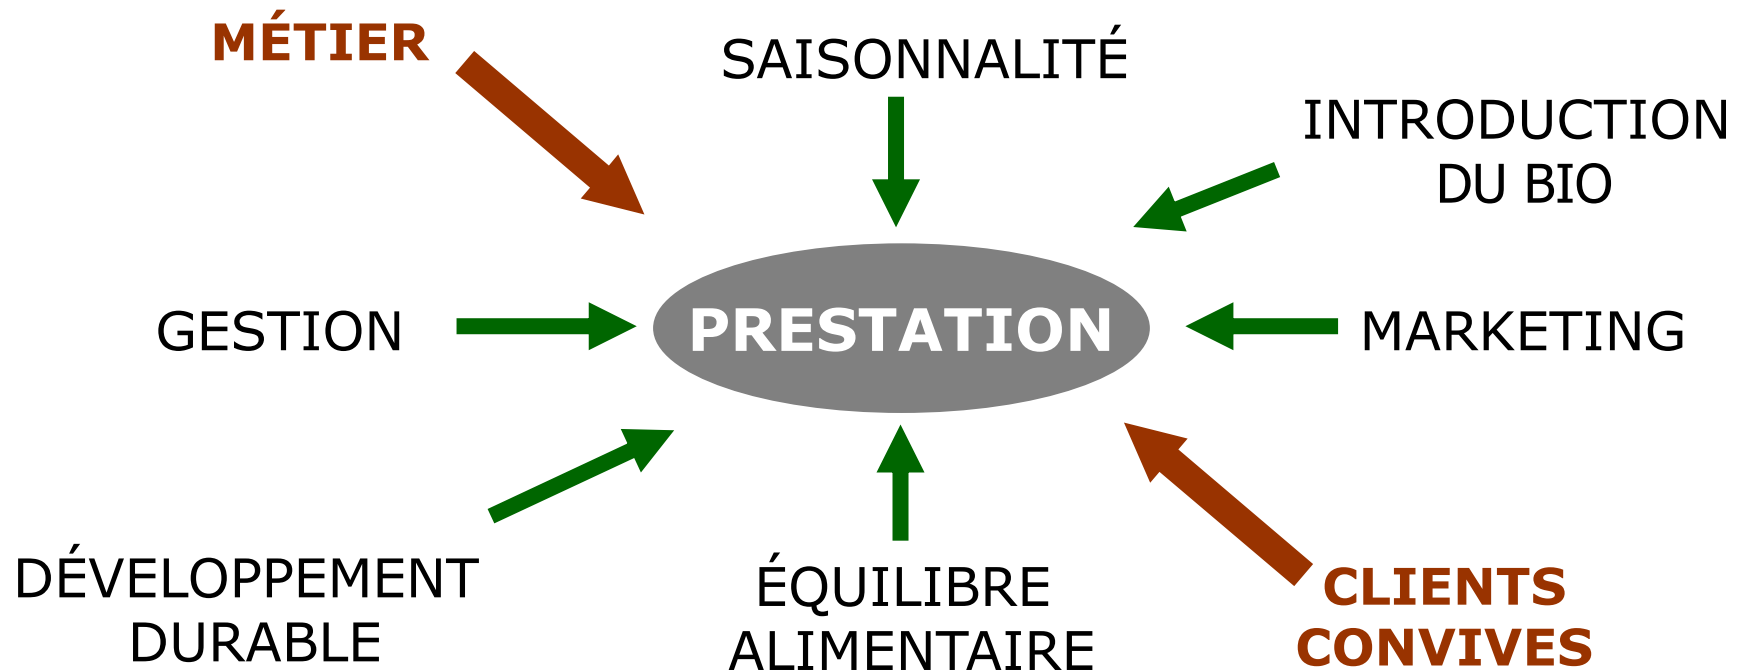 MÉTIER
SAISONNALITÉ
INTRODUCTION
DU BIO
GESTION
PRESTATION
MARKETING
DÉVELOPPEMENT
DURABLE
ÉQUILIBRE
ALIMENTAIRE
CLIENTS
CONVIVES